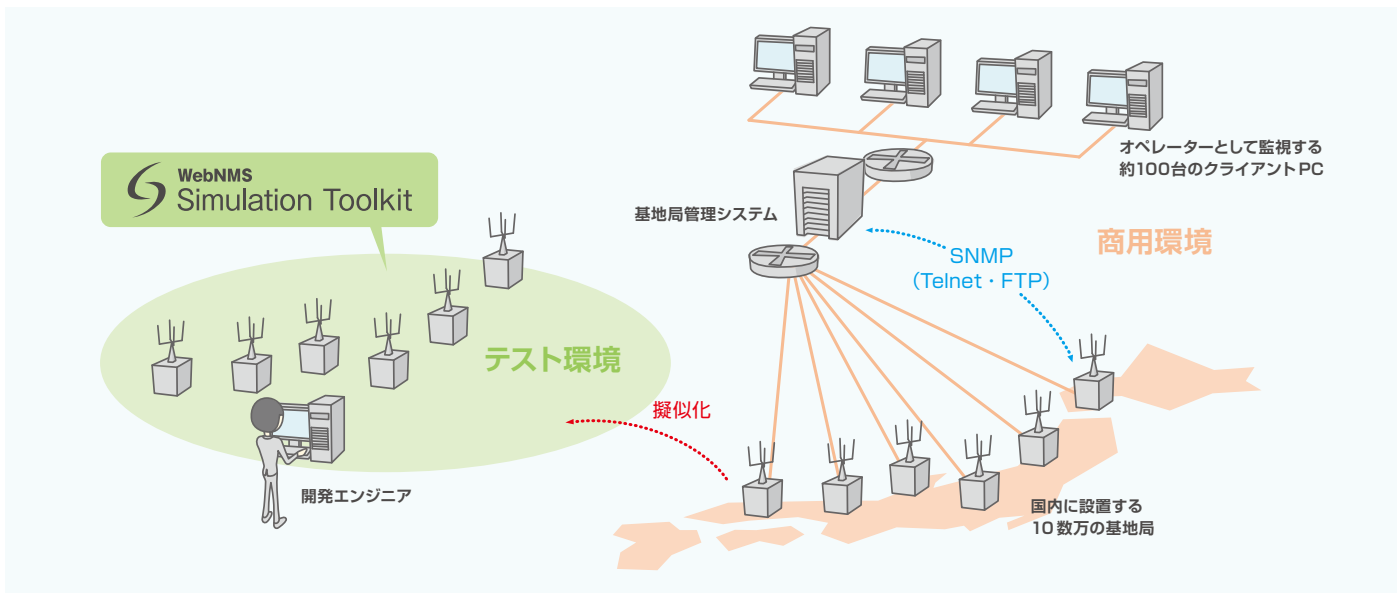 WebNMS
Simulation Toolkit
テスト環境
開発エンジニア
擬似化
オペレーターとして監視する
約100台のクライアントPC
基地局管理システム
商用環境
SNMP
（Telnet・FTP）
国内に設置する
10数万の基地局